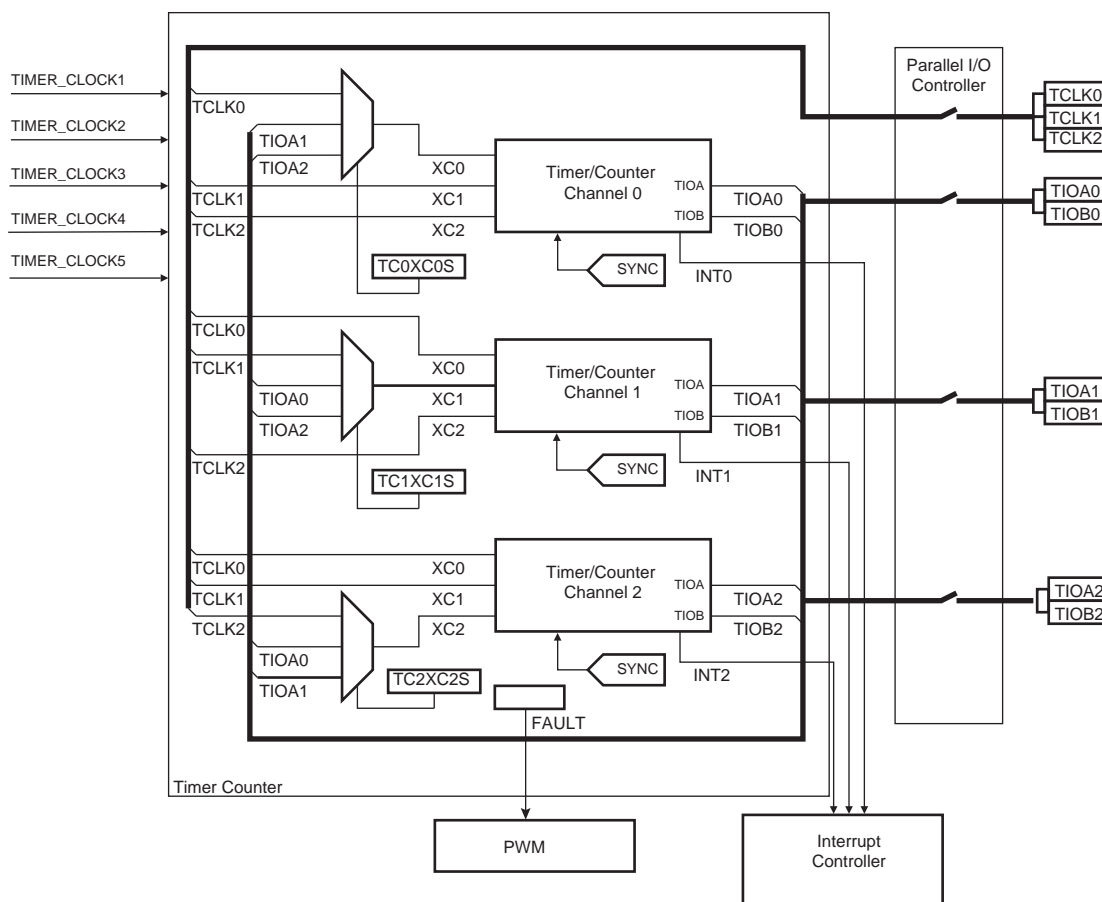 TIMER_CLOCK1
TIMER_CLOCK2
TIMER_CLOCK3
TIMER_CLOCK4
TIMER_CLOCK5
Parallel I/O
Controller
TCLK0
TCLK1
TCLK2
TIOA0
TIOB0
TIOA1
TIOB1
TIOA2
TIOB2
TCLK0
TIOA1
TIOA2
TCLK1
TCLK2
XC0
XC1
XC2
Timer/Counter
Channel 0
TIOA
TIOB
TIOA0
TIOB0
TC0XC0S
SYNC
INT0
TCLK0
TCLK1
TIOA0
TIOA2
TCLK2
XC0
XC1
XC2
Timer/Counter
Channel 1
TIOA
TIOB
TIOA1
TIOB1
TC1XC1S
SYNC
INT1
TCLK0
TCLK1
TCLK2
TIOA0
TIOA1
XC0
XC1
XC2
Timer/Counter
Channel 2
TIOA
TIOB
TIOA2
TIOB2
TC2XC2S
SYNC
INT2
FAULT
Timer Counter
PWM
Interrupt
Controller